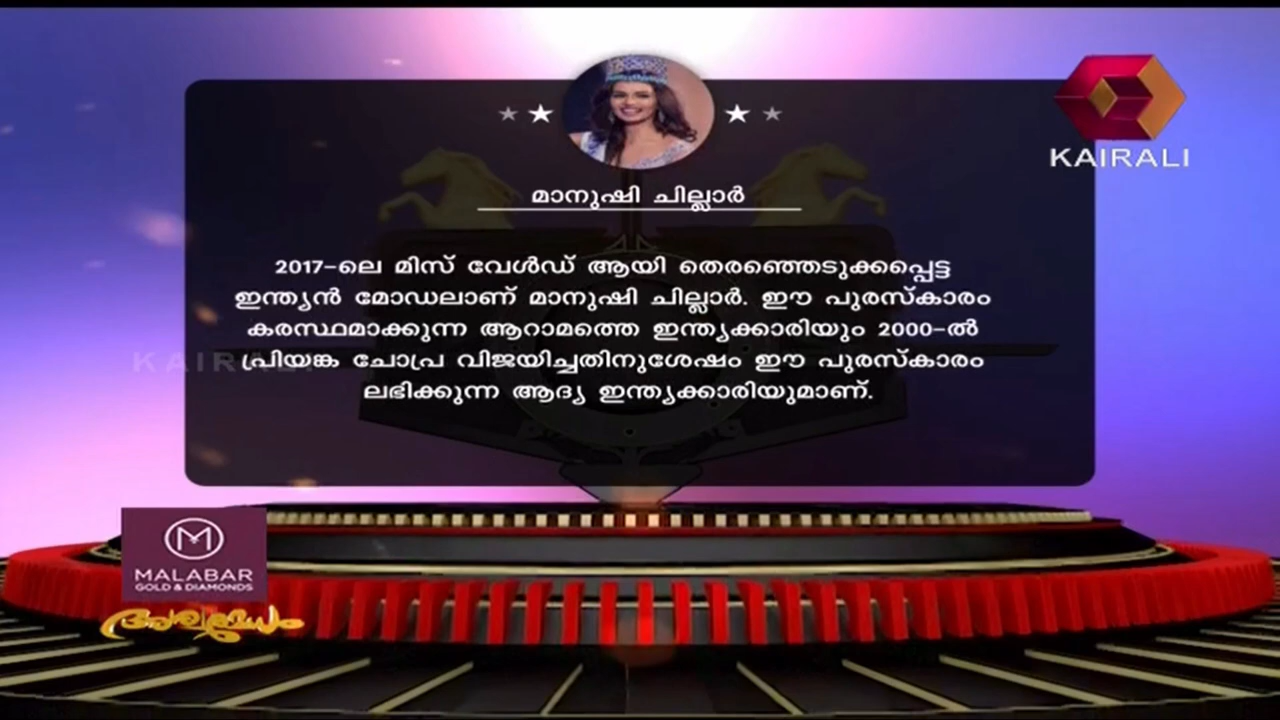 KAIRALI
മാനുഷി ചില്ലാർ
2017-ലെ മിസ് വേൾഡ് ആയി തെരഞ്ഞെടുക്കപ്പെട്ട
ഇന്ത്യൻ മോഡലാണ് മാനുഷി ചില്ലാർ. ഈ പുരസ്കാരം
കരസ്ഥമാക്കുന്ന ആറാമത്തെ ഇന്ത്യക്കാരിയും 2000-ൽ
പ്രിയങ്ക ചോപ്ര വിജയിച്ചതിനുശേഷം ഈ പുരസ്കാരം
ലഭിക്കുന്ന ആദ്യ ഇന്ത്യക്കാരിയുമാണ്.
KAIRALI
M
MALABAR
GOLD & DIAMONDS
അശ്വമേധം